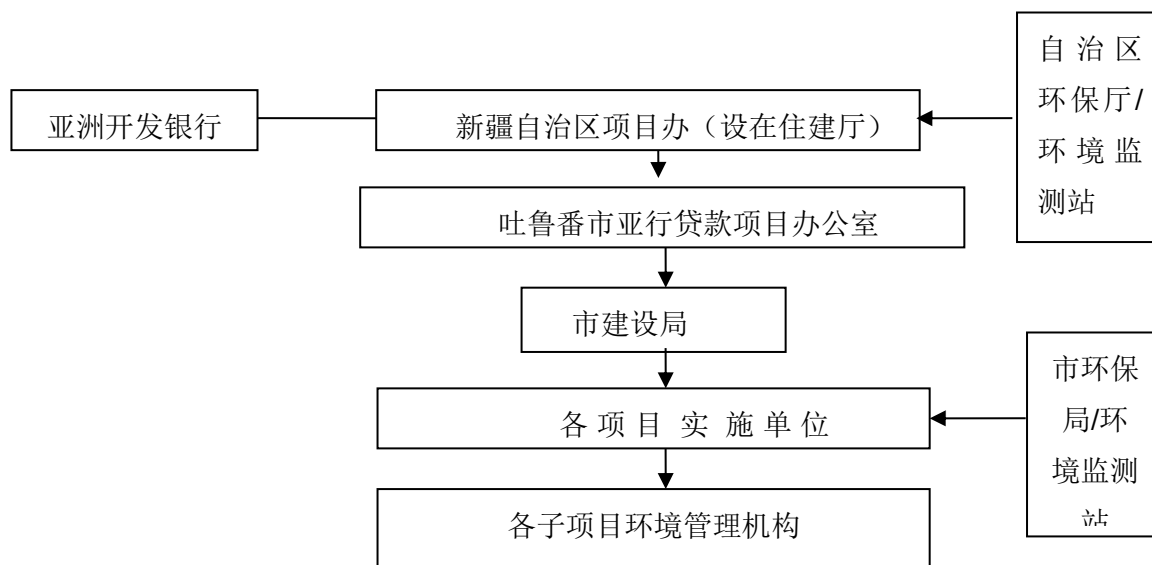 亚洲开发银行
新疆自治区项目办（设在住建厅）
自治区
环保厅/
环境监
测站
吐鲁番市亚行贷款项目办公室
市建设局
各项目 实施单位
市环保
局/环
境监测
站
各子项目环境管理机构